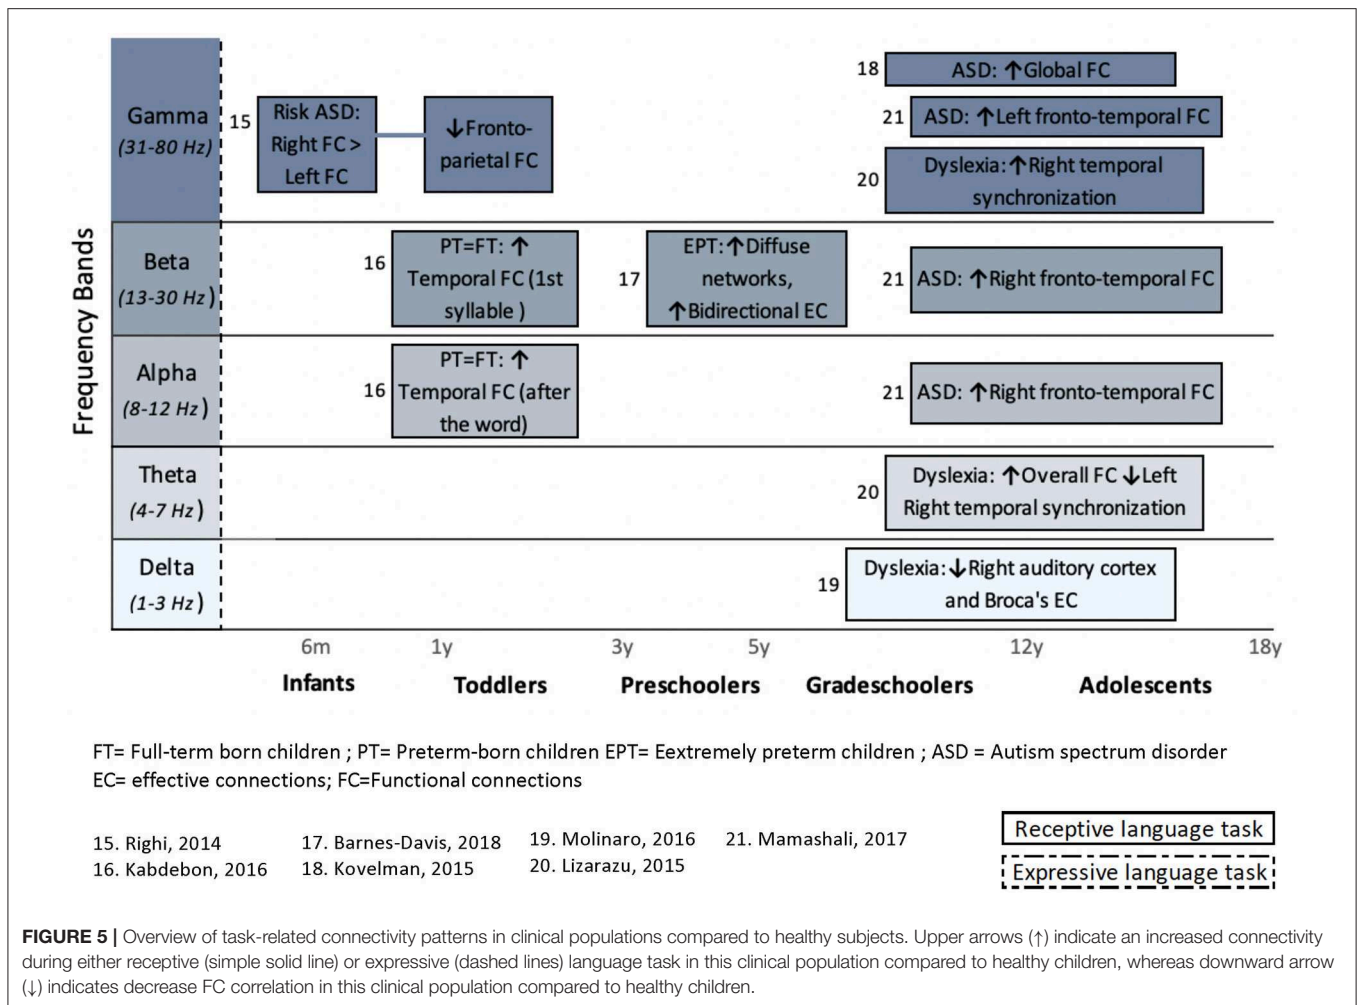 Frequency Bands
Gamma
(31-80 Hz)
15
Risk ASD:
Right FC >
Left FC
↓Fronto-
parietal FC
18
ASD: ↑Global FC
21
ASD: ↑Left fronto-temporal FC
20
Dyslexia: ↑Right temporal
synchronization
Beta
(13-30 Hz)
16
PT=FT: ↑
Temporal FC (1st
syllable )
17
EPT:↑Diffuse
networks,
↑Bidirectional EC
21
ASD: ↑Right fronto-temporal FC
Alpha
(8-12 Hz)
16
PT=FT: ↑
Temporal FC (after
the word)
21
ASD: ↑Right fronto-temporal FC
Theta
(4-7 Hz)
20
Dyslexia: ↑Overall FC ↓Left
Right temporal synchronization
Delta
(1-3 Hz)
19
Dyslexia:↓Right auditory cortex
and Broca's EC
6m 1y 3y 5y 12y 18y
Infants Toddlers Preschoolers Gradeschoolers Adolescents
FT= Full-term born children ; PT= Preterm-born children EPT= Eextremely preterm children ; ASD = Autism spectrum disorder
EC= effective connections; FC=Functional connections
15. Righi, 2014
16. Kabdebon, 2016
17. Barnes-Davis, 2018
18. Kovelman, 2015
19. Molinaro, 2016
20. Lizarazu, 2015
21. Mamashali, 2017
Receptive language task
Expressive language task
FIGURE 5 | Overview of task-related connectivity patterns in clinical populations compared to healthy subjects. Upper arrows (↑) indicate an increased connectivity
during either receptive (simple solid line) or expressive (dashed lines) language task in this clinical population compared to healthy children, whereas downward arrow
(↓) indicates decrease FC correlation in this clinical population compared to healthy children.